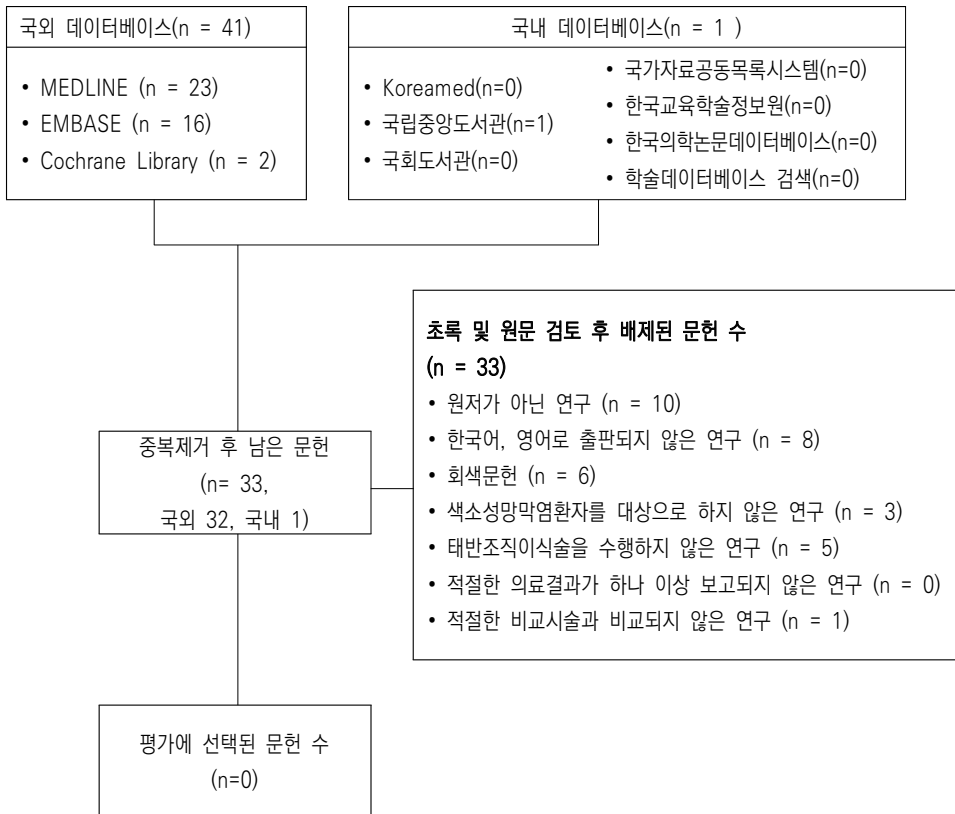 국외 데이터베이스(n = 41)
• MEDLINE (n = 23)
• EMBASE (n = 16)
• Cochrane Library (n = 2)
국내 데이터베이스(n = 1 )
• Koreamed(n=0)
• 국립중앙도서관(n=1)
• 국회도서관(n=0)
• 국가자료공동목록시스템(n=0)
• 한국교육학술정보원(n=0)
• 한국의학논문데이터베이스(n=0)
• 학술데이터베이스 검색(n=0)
초록 및 원문 검토 후 배제된 문헌 수
(n = 33)
• 원저가 아닌 연구 (n = 10)
• 한국어, 영어로 출판되지 않은 연구 (n = 8)
• 회색문헌 (n = 6)
• 색소성망막염환자를 대상으로 하지 않은 연구 (n = 3)
• 태반조직이식술을 수행하지 않은 연구 (n = 5)
• 적절한 의료결과가 하나 이상 보고되지 않은 연구 (n = 0)
• 적절한 비교시술과 비교되지 않은 연구 (n = 1)
중복제거 후 남은 문헌
(n= 33,
국외 32, 국내 1)
평가에 선택된 문헌 수
(n=0)